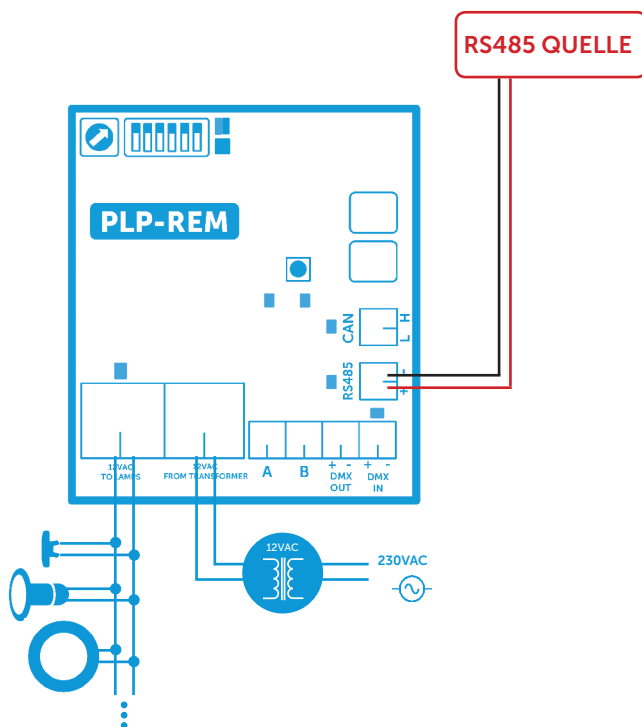 RS485 QUELLE
PLP-REM
CAN
L H
RS485
+ -
12VAC
TO LAMPS
12VAC
FROM TRANSFORMER
A
B
+ -
DMX
OUT
+ -
DMX
IN
12VAC
230VAC